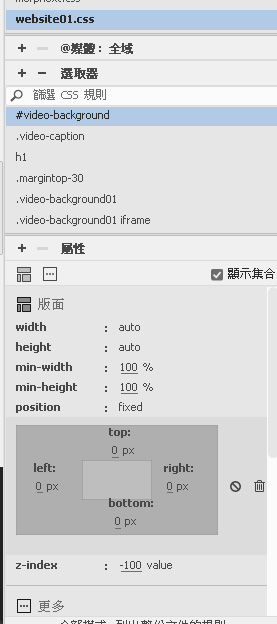 website01.css
+ − @媒體： 全域
+ − 選取器
篩選 CSS 規則
#video-background
.video-caption
h1
.margintop-30
.video-background01
.video-background01 iframe
+ − 屬性
顯示集合
版面
width : auto
height : auto
min-width : 100 %
min-height : 100 %
position : fixed
top:
0 px
left: right:
0 px 0 px
bottom:
0 px
z-index : -100 value
更多